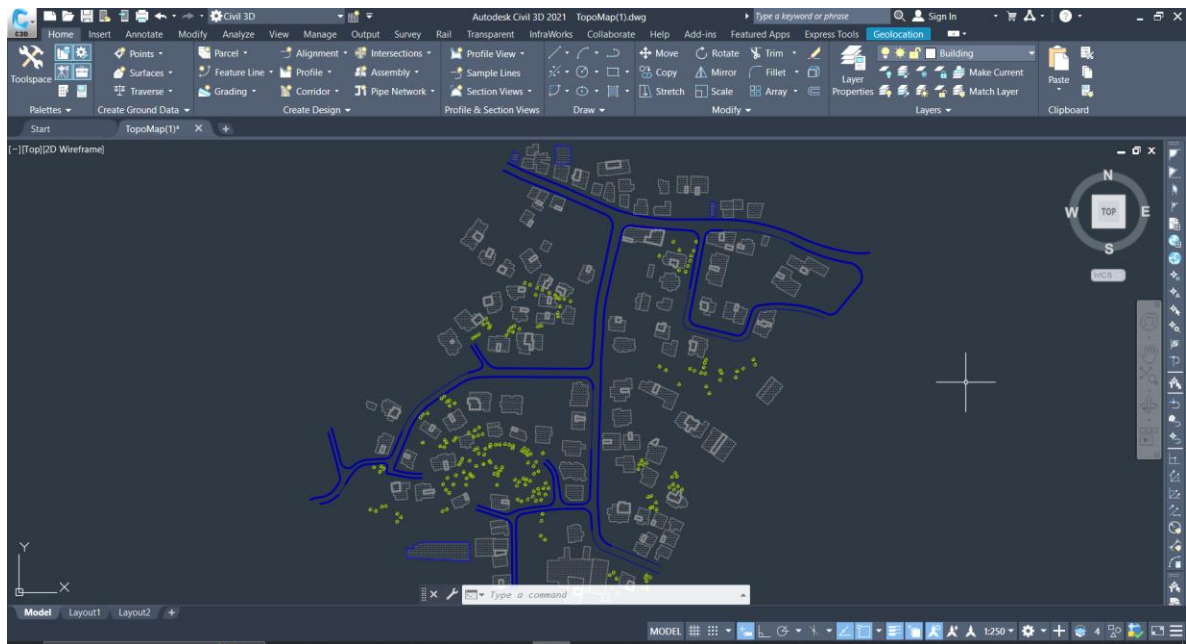 Civil 3D Autodesk Civil 3D 2021 TopoMap(1).dwg Type a keyword or phrase Sign In
C3D Home Insert Annotate Modify Analyze View Manage Output Survey Rail Transparent InfraWorks Collaborate Help Add-ins Express Tools Featured Apps Geolocation
Points Parcel Alignment Intersections Profile View Move Rotate Trim Building
Toolspace Surfaces Feature Line Profile Assembly Sample Lines Copy Mirror Fillet Layer Properties Make Current Paste
Traverse Grading Corridor Pipe Network Section Views Stretch Scale Array Match Layer
Palettes Create Ground Data Create Design Profile & Section Views Draw Modify Layers Clipboard
Start TopoMap(1)* X +
[−][Top][2D Wireframe]
N
W TOP E
S
WCS
Y
X
Type a command
Model Layout1 Layout2 +
MODEL 1:250 4